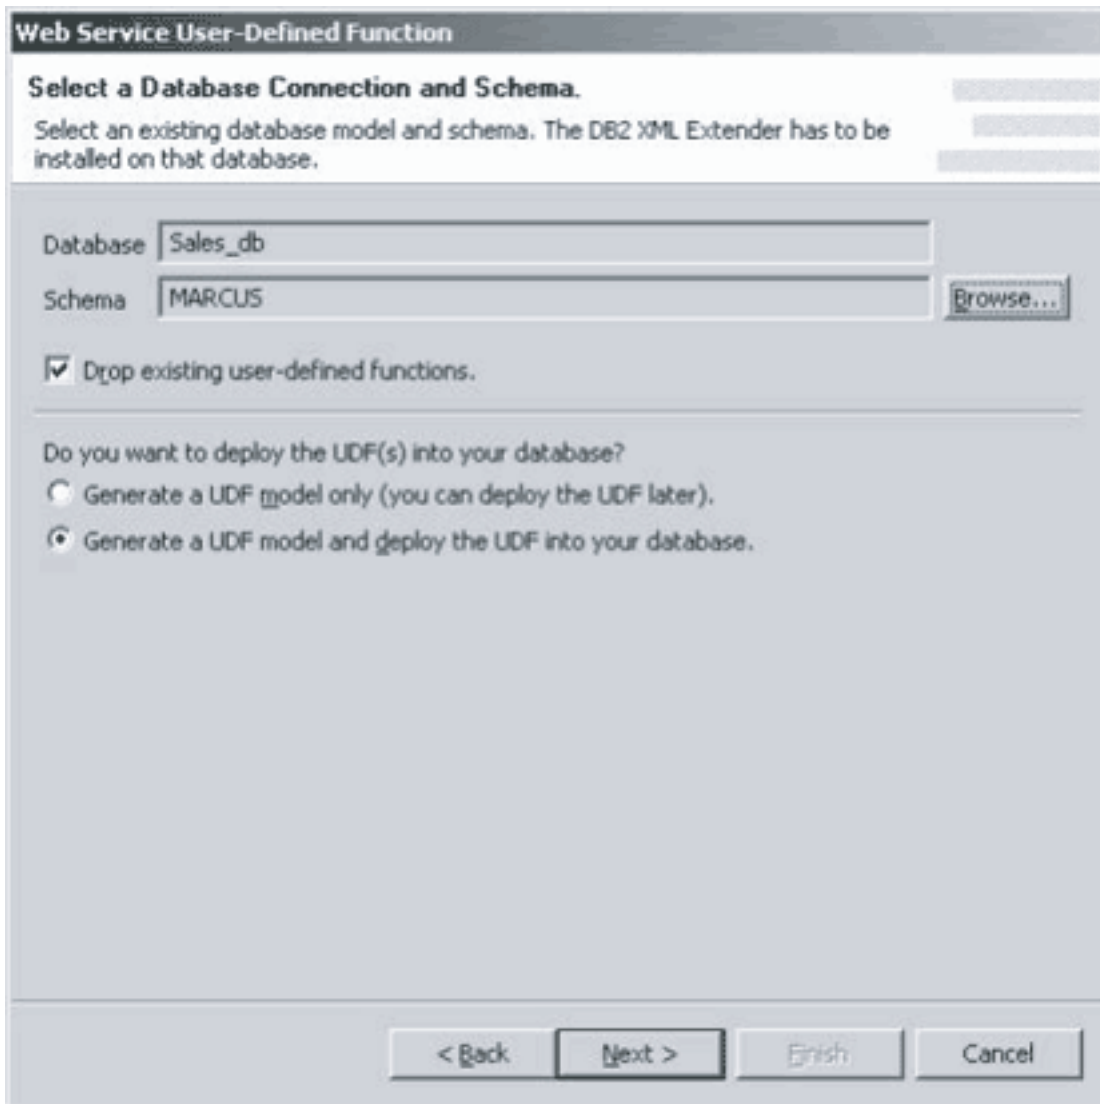 Web Service User-Defined Function
Select a Database Connection and Schema.
Select an existing database model and schema. The DB2 XML Extender has to be
installed on that database.
Database Sales_db
Schema MARCUS Browse...
Drop existing user-defined functions.
Do you want to deploy the UDF(s) into your database?
Generate a UDF model only (you can deploy the UDF later).
Generate a UDF model and deploy the UDF into your database.
< Back Next > Finish Cancel